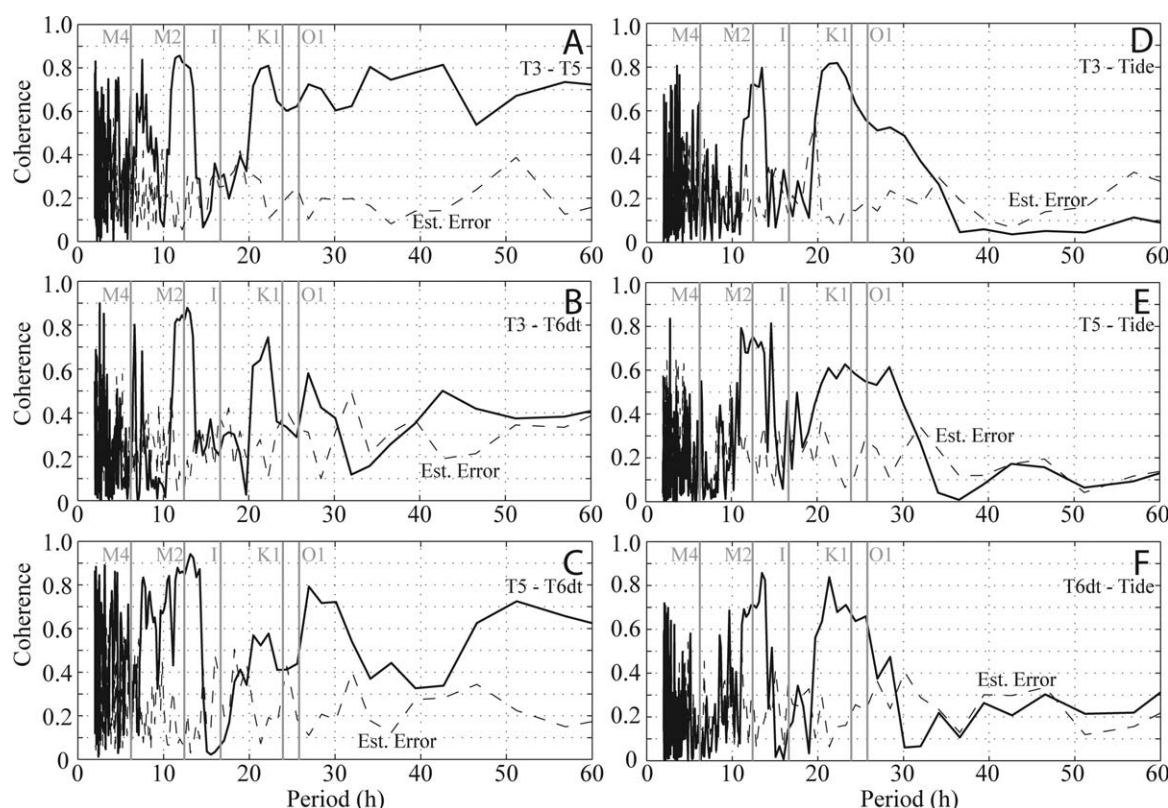 1.0 M4 M2 I K1 O1 A
T3 - T5
0.8
0.6
Coherence
0.4
0.2
Est. Error
0
0 10 20 30 40 50 60
1.0 M4 M2 I K1 O1 B
T3 - T6dt
0.8
0.6
Coherence
0.4
0.2
Est. Error
0
0 10 20 30 40 50 60
1.0 M4 M2 I K1 O1 C
T5 - T6dt
0.8
0.6
Coherence
0.4
0.2
Est. Error
0
0 10 20 30 40 50 60
Period (h)
1.0 M4 M2 I K1 O1 D
T3 - Tide
0.8
0.6
0.4
0.2
Est. Error
0
0 10 20 30 40 50 60
1.0 M4 M2 I K1 O1 E
T5 - Tide
0.8
0.6
0.4
Est. Error
0.2
0
0 10 20 30 40 50 60
1.0 M4 M2 I K1 O1 F
T6dt - Tide
0.8
0.6
0.4
Est. Error
0.2
0
0 10 20 30 40 50 60
Period (h)